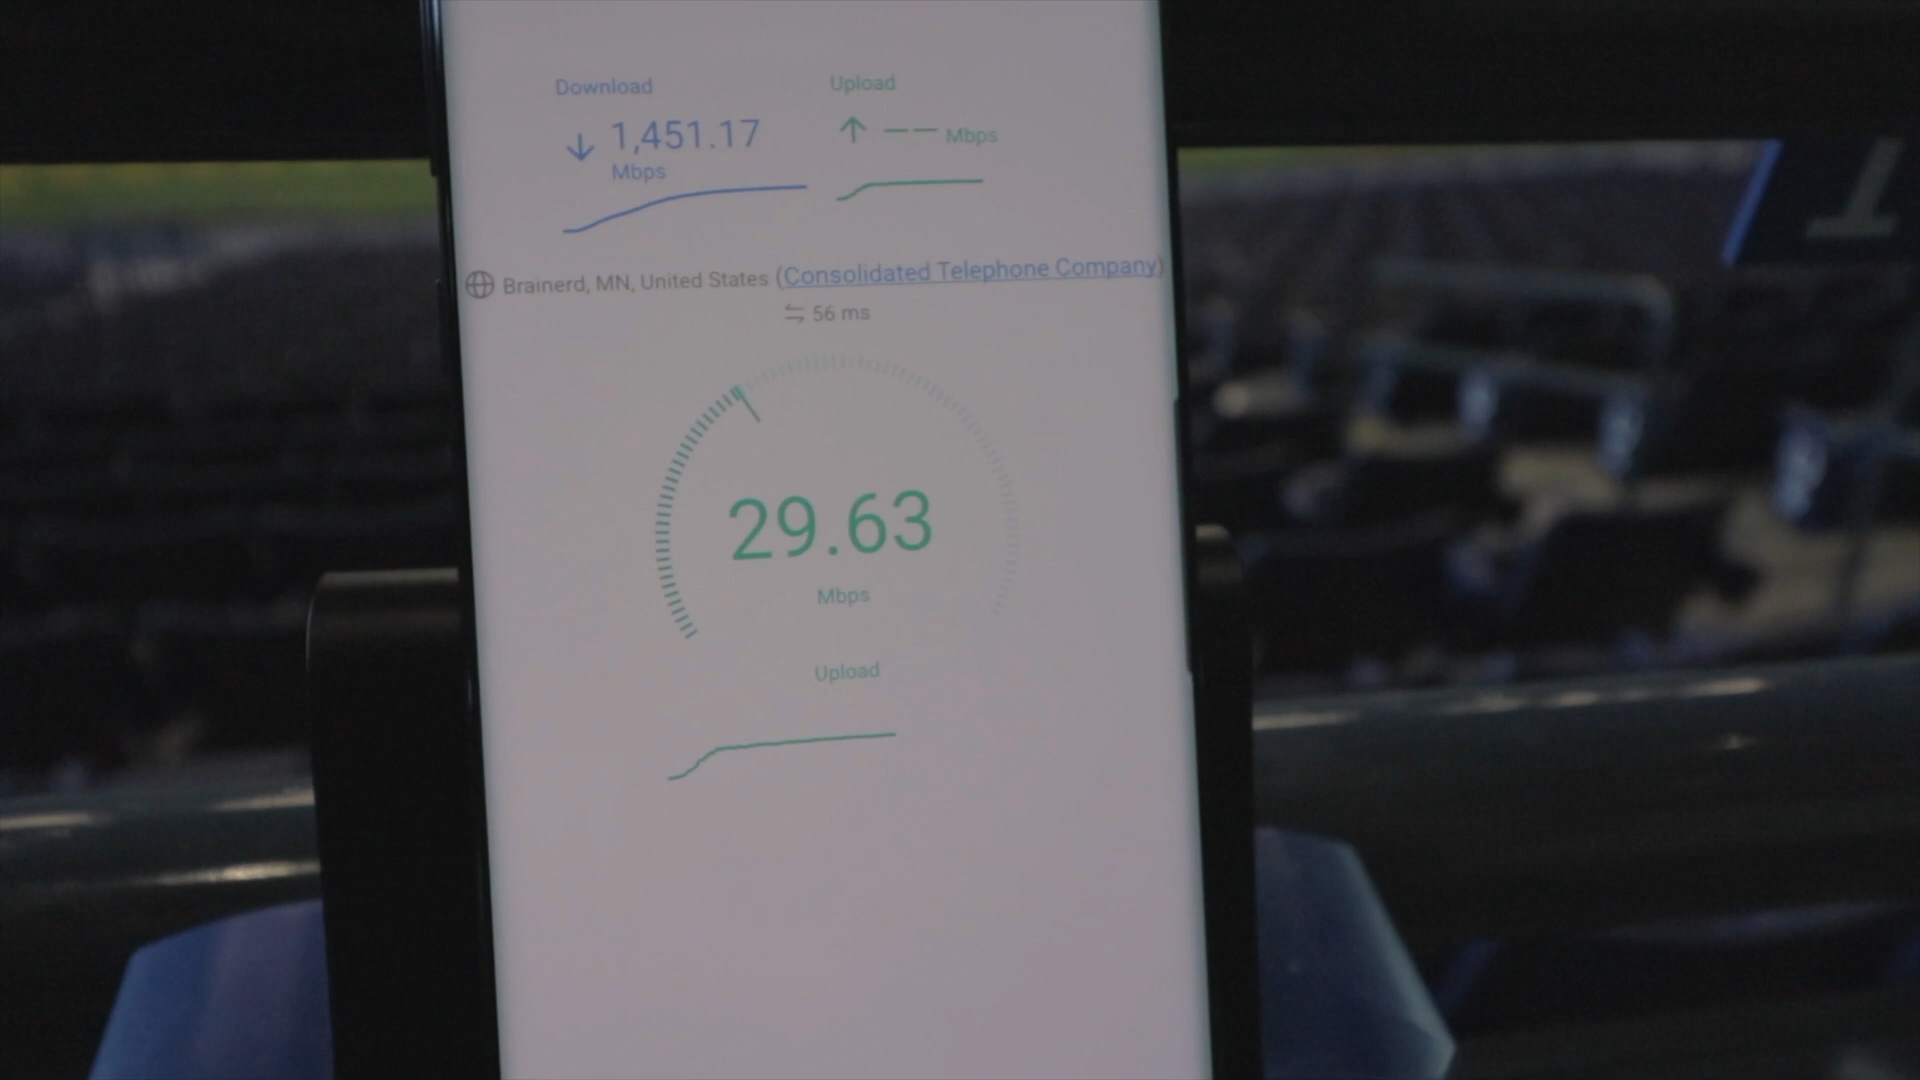 Download
Upload
↓ 1,451.17
Mbps
↑ -- Mbps
Brainerd, MN, United States (Consolidated Telephone Company)
⇆ 56 ms
29.63
Mbps
Upload
1